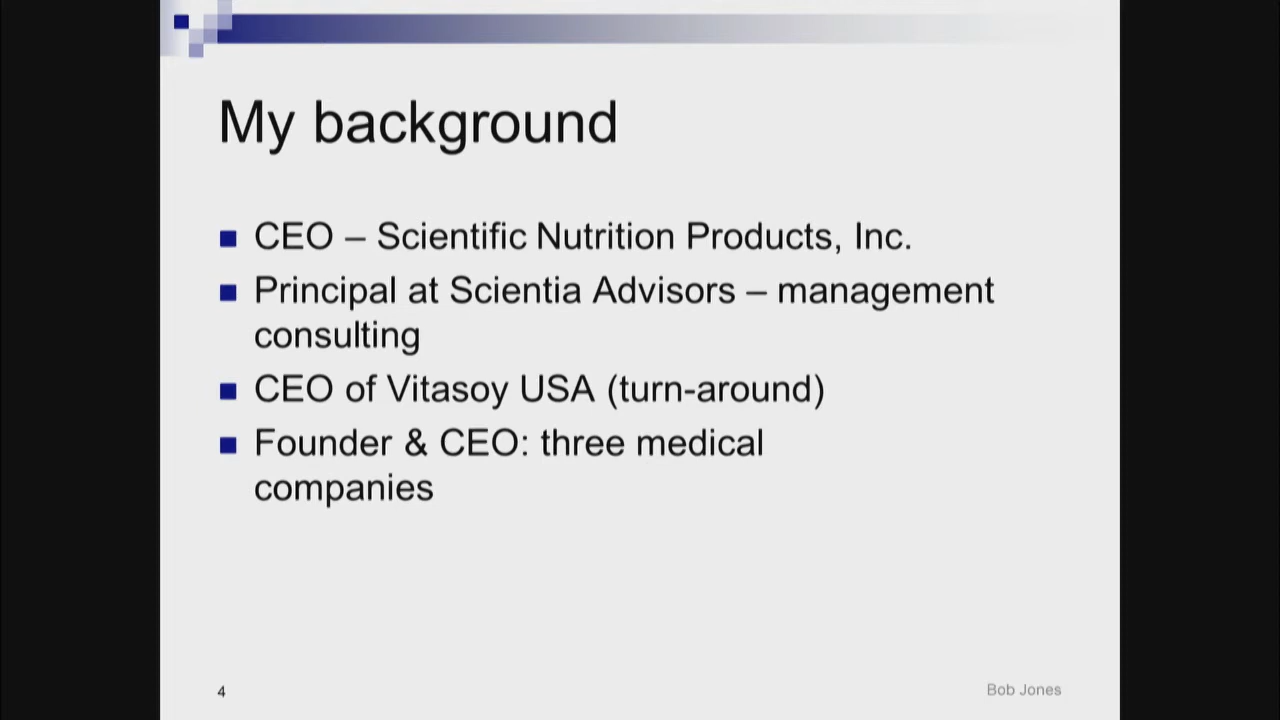 My background
CEO – Scientific Nutrition Products, Inc.
Principal at Scientia Advisors – management
consulting
CEO of Vitasoy USA (turn-around)
Founder & CEO: three medical
companies
4
Bob Jones